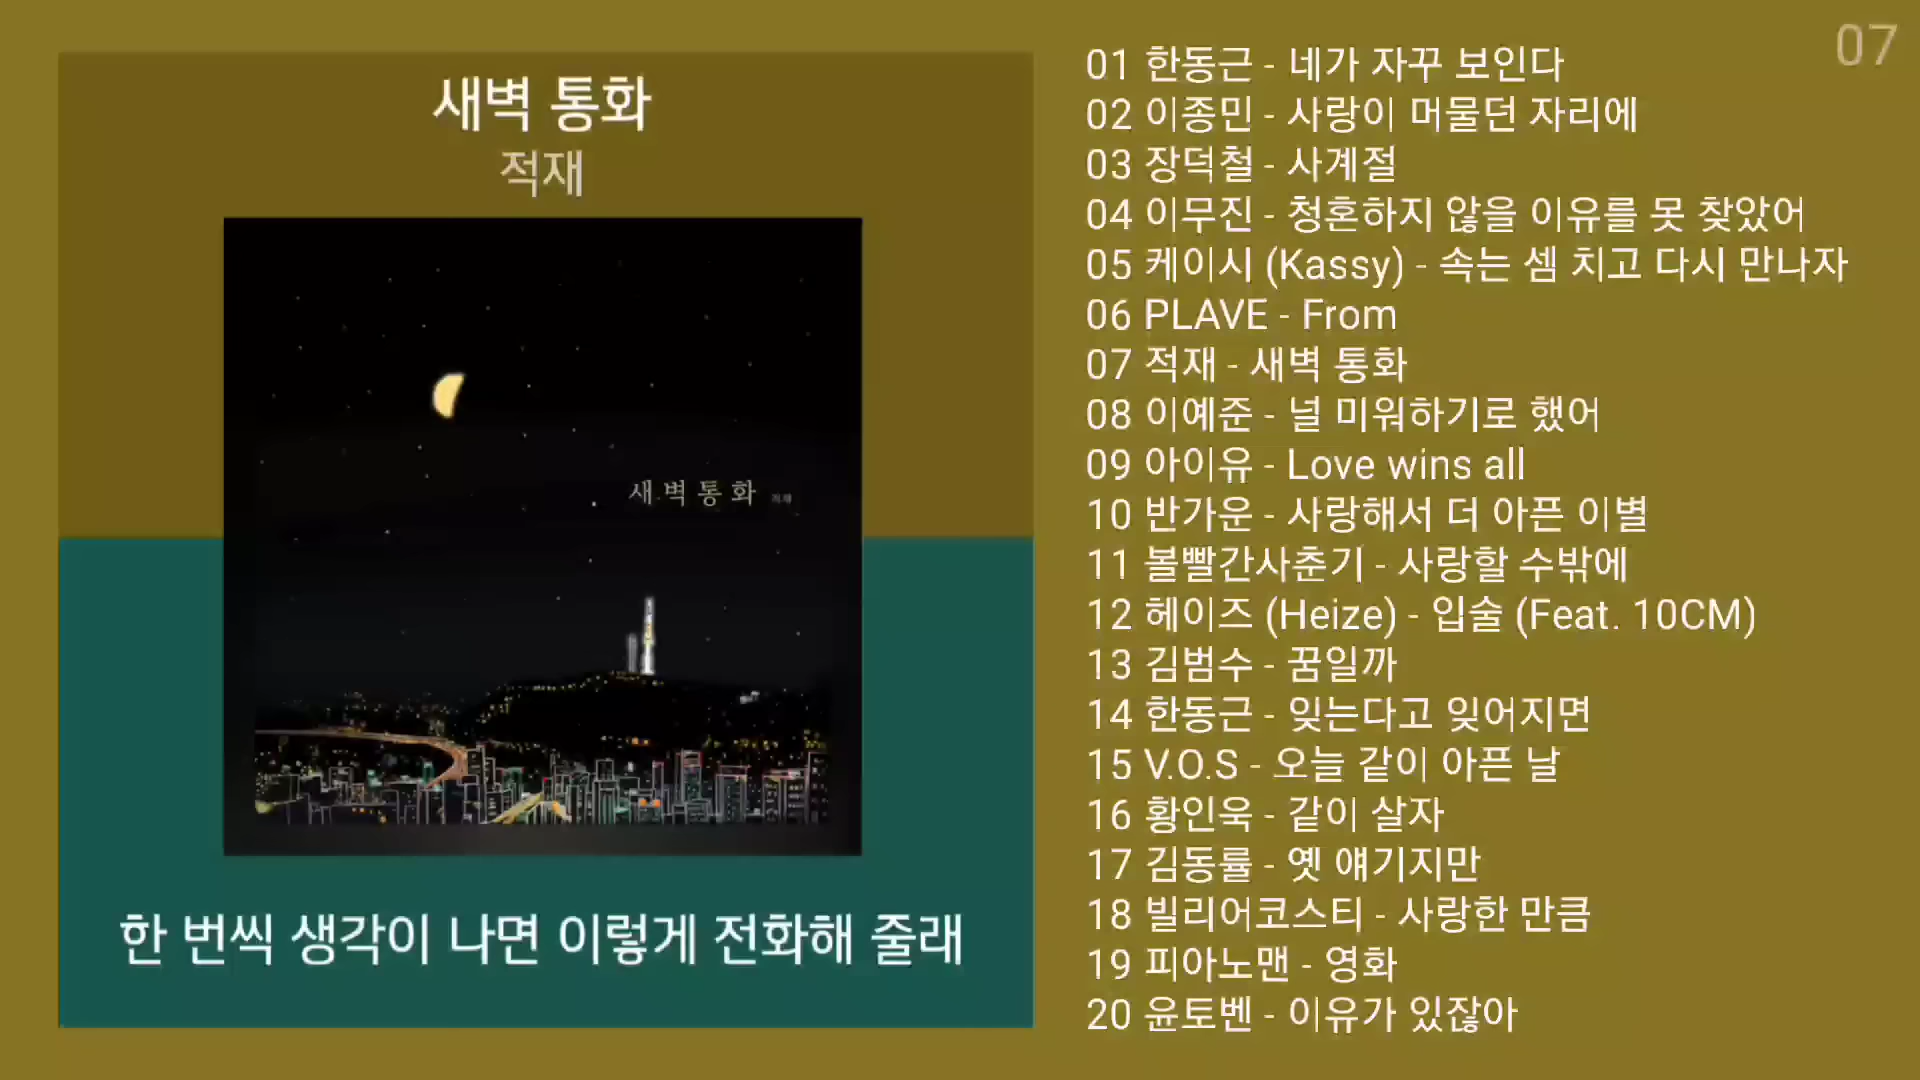 새벽 통화
적재
새벽통화 적재
한 번씩 생각이 나면 이렇게 전화해 줄래
07
01 한동근 - 네가 자꾸 보인다
02 이종민 - 사랑이 머물던 자리에
03 장덕철 - 사계절
04 이무진 - 청혼하지 않을 이유를 못 찾았어
05 케이시 (Kassy) - 속는 셈 치고 다시 만나자
06 PLAVE - From
07 적재 - 새벽 통화
08 이예준 - 널 미워하기로 했어
09 아이유 - Love wins all
10 반가운 - 사랑해서 더 아픈 이별
11 볼빨간사춘기 - 사랑할 수밖에
12 헤이즈 (Heize) - 입술 (Feat. 10CM)
13 김범수 - 꿈일까
14 한동근 - 잊는다고 잊어지면
15 V.O.S - 오늘 같이 아픈 날
16 황인욱 - 같이 살자
17 김동률 - 옛 얘기지만
18 빌리어코스티 - 사랑한 만큼
19 피아노맨 - 영화
20 윤토벤 - 이유가 있잖아